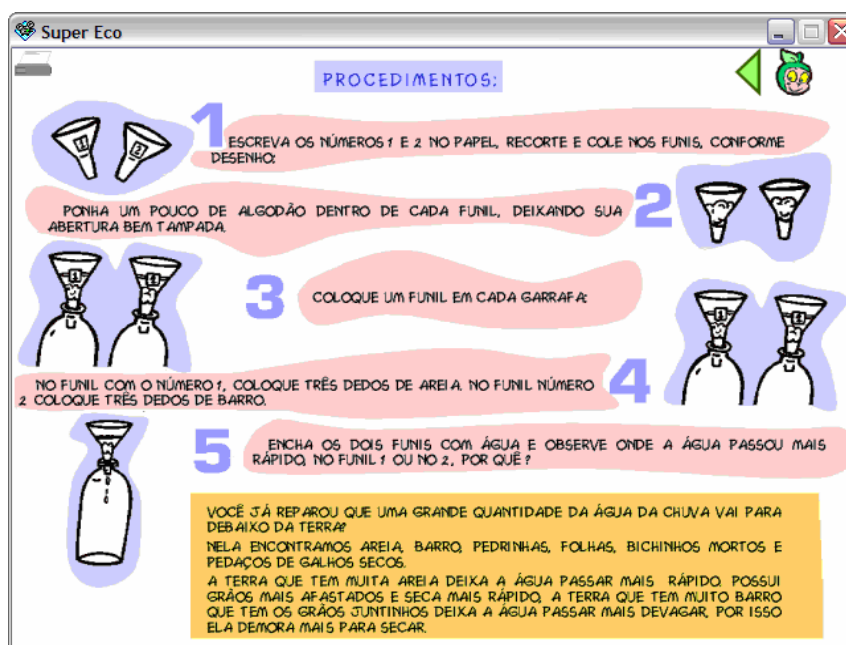 Super Eco
PROCEDIMENTOS:
1
ESCREVA OS NÚMEROS 1 E 2 NO PAPEL, RECORTE E COLE NOS FUNIS, CONFORME
DESENHO:
1 2
PONHA UM POUCO DE ALGODÃO DENTRO DE CADA FUNIL, DEIXANDO SUA
ABERTURA BEM TAMPADA.
2
3
COLOQUE UM FUNIL EM CADA GARRAFA:
NO FUNIL COM O NÚMERO 1, COLOQUE TRÊS DEDOS DE AREIA. NO FUNIL NÚMERO
2 COLOQUE TRÊS DEDOS DE BARRO.
4
5
ENCHA OS DOIS FUNIS COM ÁGUA E OBSERVE ONDE A ÁGUA PASSOU MAIS
RÁPIDO, NO FUNIL 1 OU NO 2, POR QUÊ?
VOCÊ JÁ REPAROU QUE UMA GRANDE QUANTIDADE DA ÁGUA DA CHUVA VAI PARA
DEBAIXO DA TERRA?
NELA ENCONTRAMOS AREIA, BARRO, PEDRINHAS, FOLHAS, BICHINHOS MORTOS E
PEDAÇOS DE GALHOS SECOS.
A TERRA QUE TEM MUITA AREIA DEIXA A ÁGUA PASSAR MAIS RÁPIDO. POSSUI
GRÃOS MAIS AFASTADOS E SECA MAIS RÁPIDO, A TERRA QUE TEM MUITO BARRO
QUE TEM OS GRÃOS JUNTINHOS DEIXA A ÁGUA PASSAR MAIS DEVAGAR, POR ISSO
ELA DEMORA MAIS PARA SECAR.